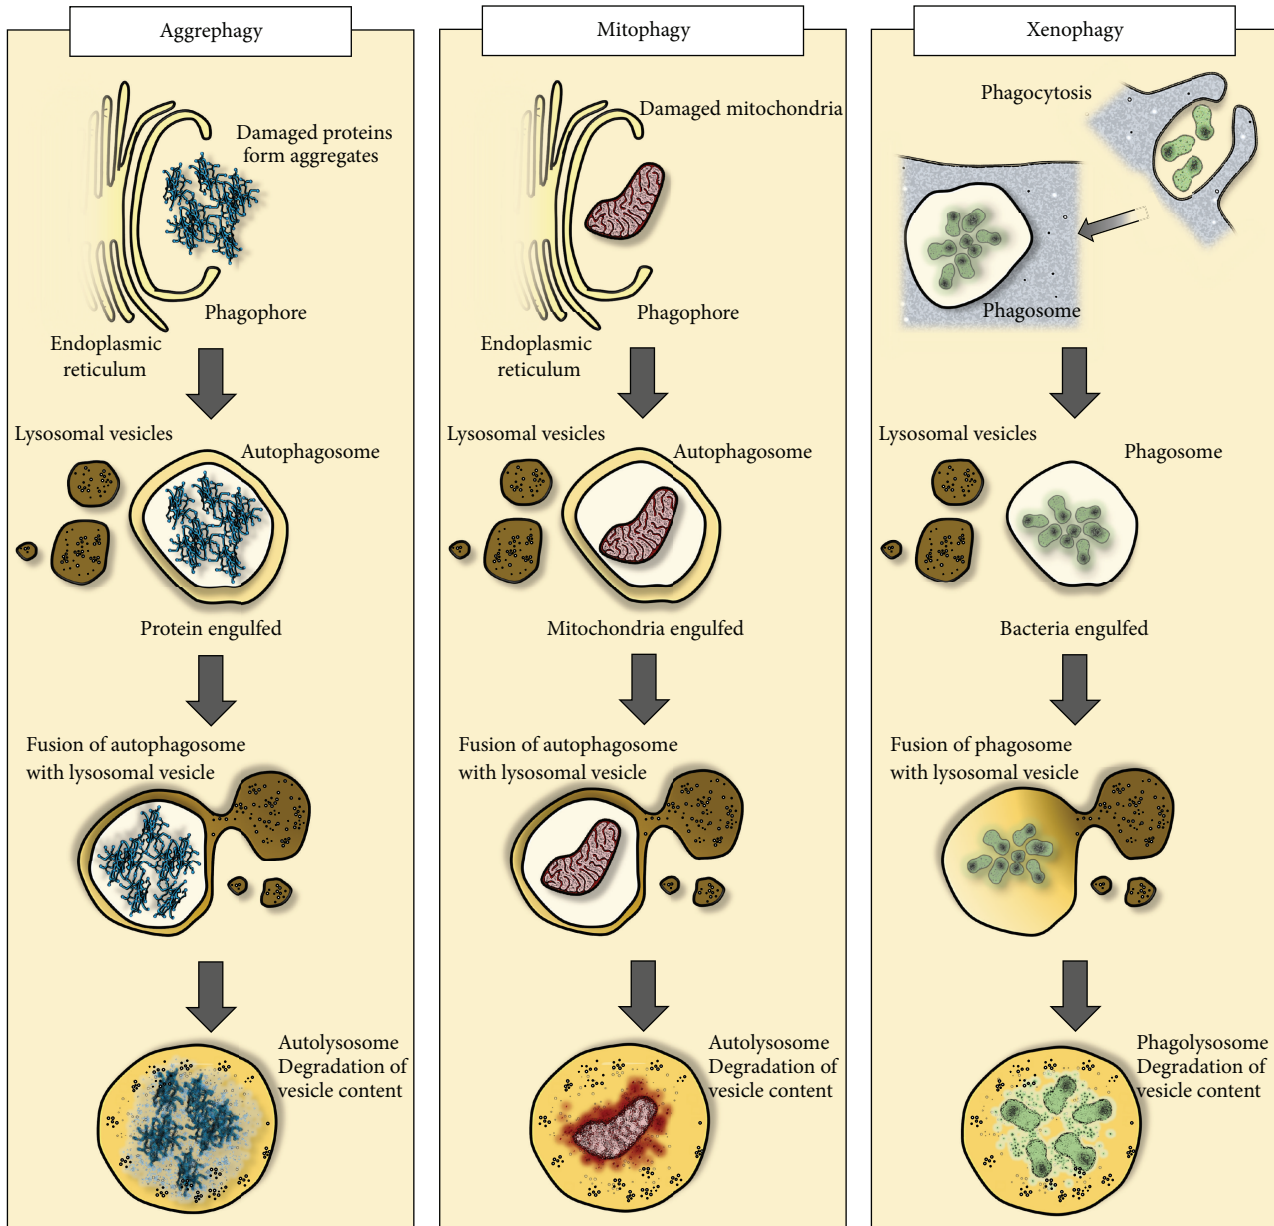 Aggrephagy
Damaged proteins
form aggregates
Phagophore
Endoplasmic
reticulum
Lysosomal vesicles
Autophagosome
Protein engulfed
Fusion of autophagosome
with lysosomal vesicle
Autolysosome
Degradation of
vesicle content
Mitophagy
Damaged mitochondria
Phagophore
Endoplasmic
reticulum
Lysosomal vesicles
Autophagosome
Mitochondria engulfed
Fusion of autophagosome
with lysosomal vesicle
Autolysosome
Degradation of
vesicle content
Xenophagy
Phagocytosis
Phagosome
Lysosomal vesicles
Phagosome
Bacteria engulfed
Fusion of phagosome
with lysosomal vesicle
Phagolysosome
Degradation of
vesicle content